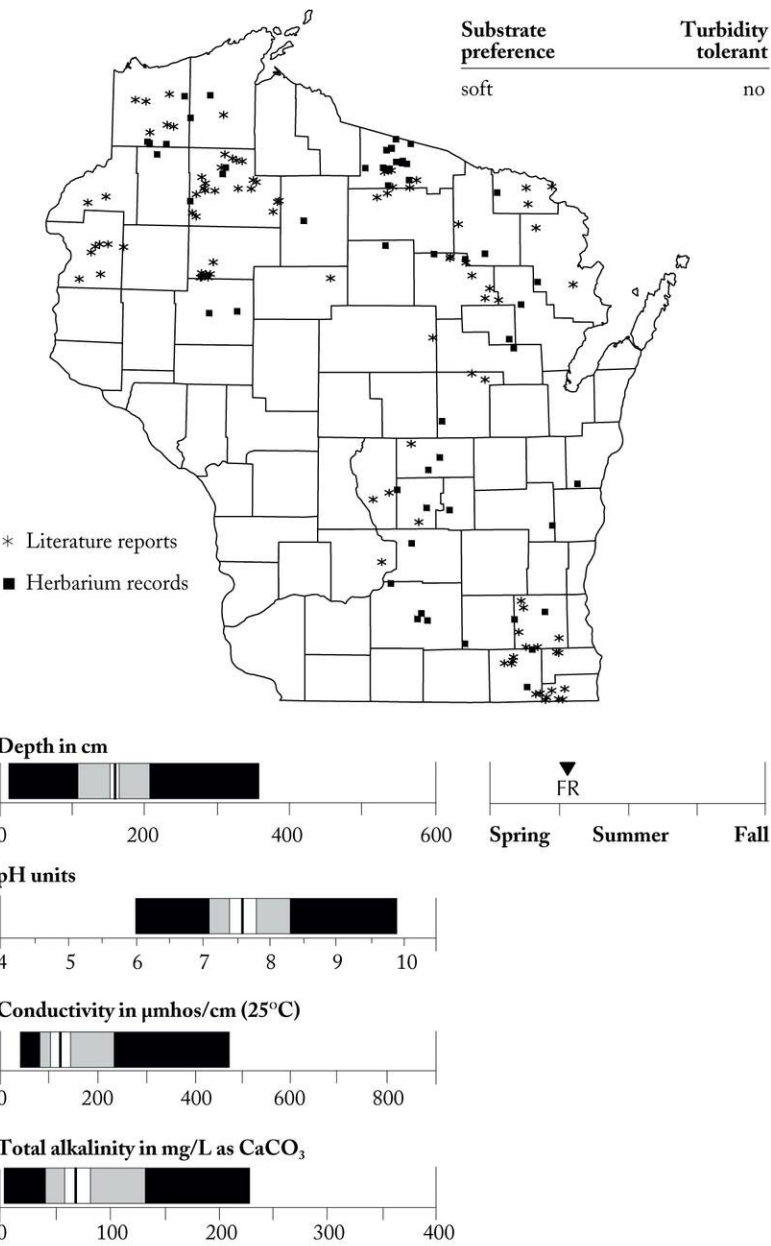 Substrate preference Turbidity tolerant
soft no
* Literature reports
■ Herbarium records
Depth in cm
0 200 400 600
FR
Spring Summer Fall
pH units
4 5 6 7 8 9 10
Conductivity in µmhos/cm (25°C)
0 200 400 600 800
Total alkalinity in mg/L as CaCO₃
0 100 200 300 400